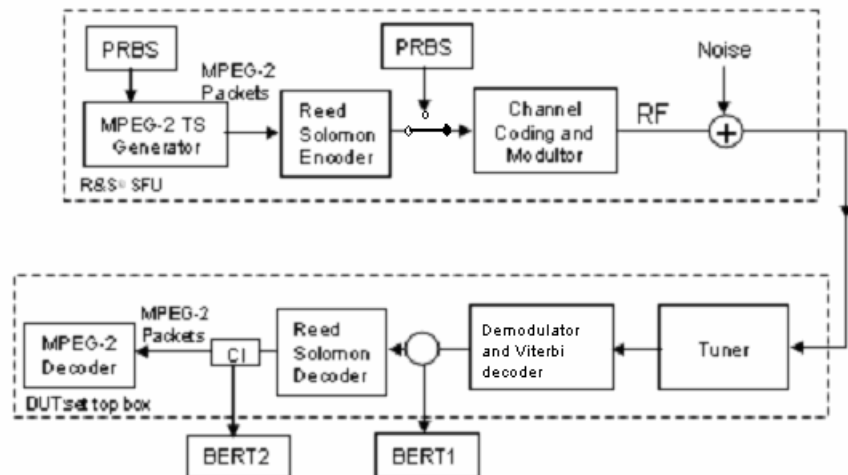 PRBS
MPEG-2
Packets
PRBS
Noise
MPEG-2 TS
Generator
Reed
Solomon
Encoder
Channel
Coding and
Modultor
RF
R&S® SFU
MPEG-2
Packets
MPEG-2
Decoder
CI
Reed
Solomon
Decoder
Demodulator
and Viterbi
decoder
Tuner
DUT:set top box
BERT2
BERT1